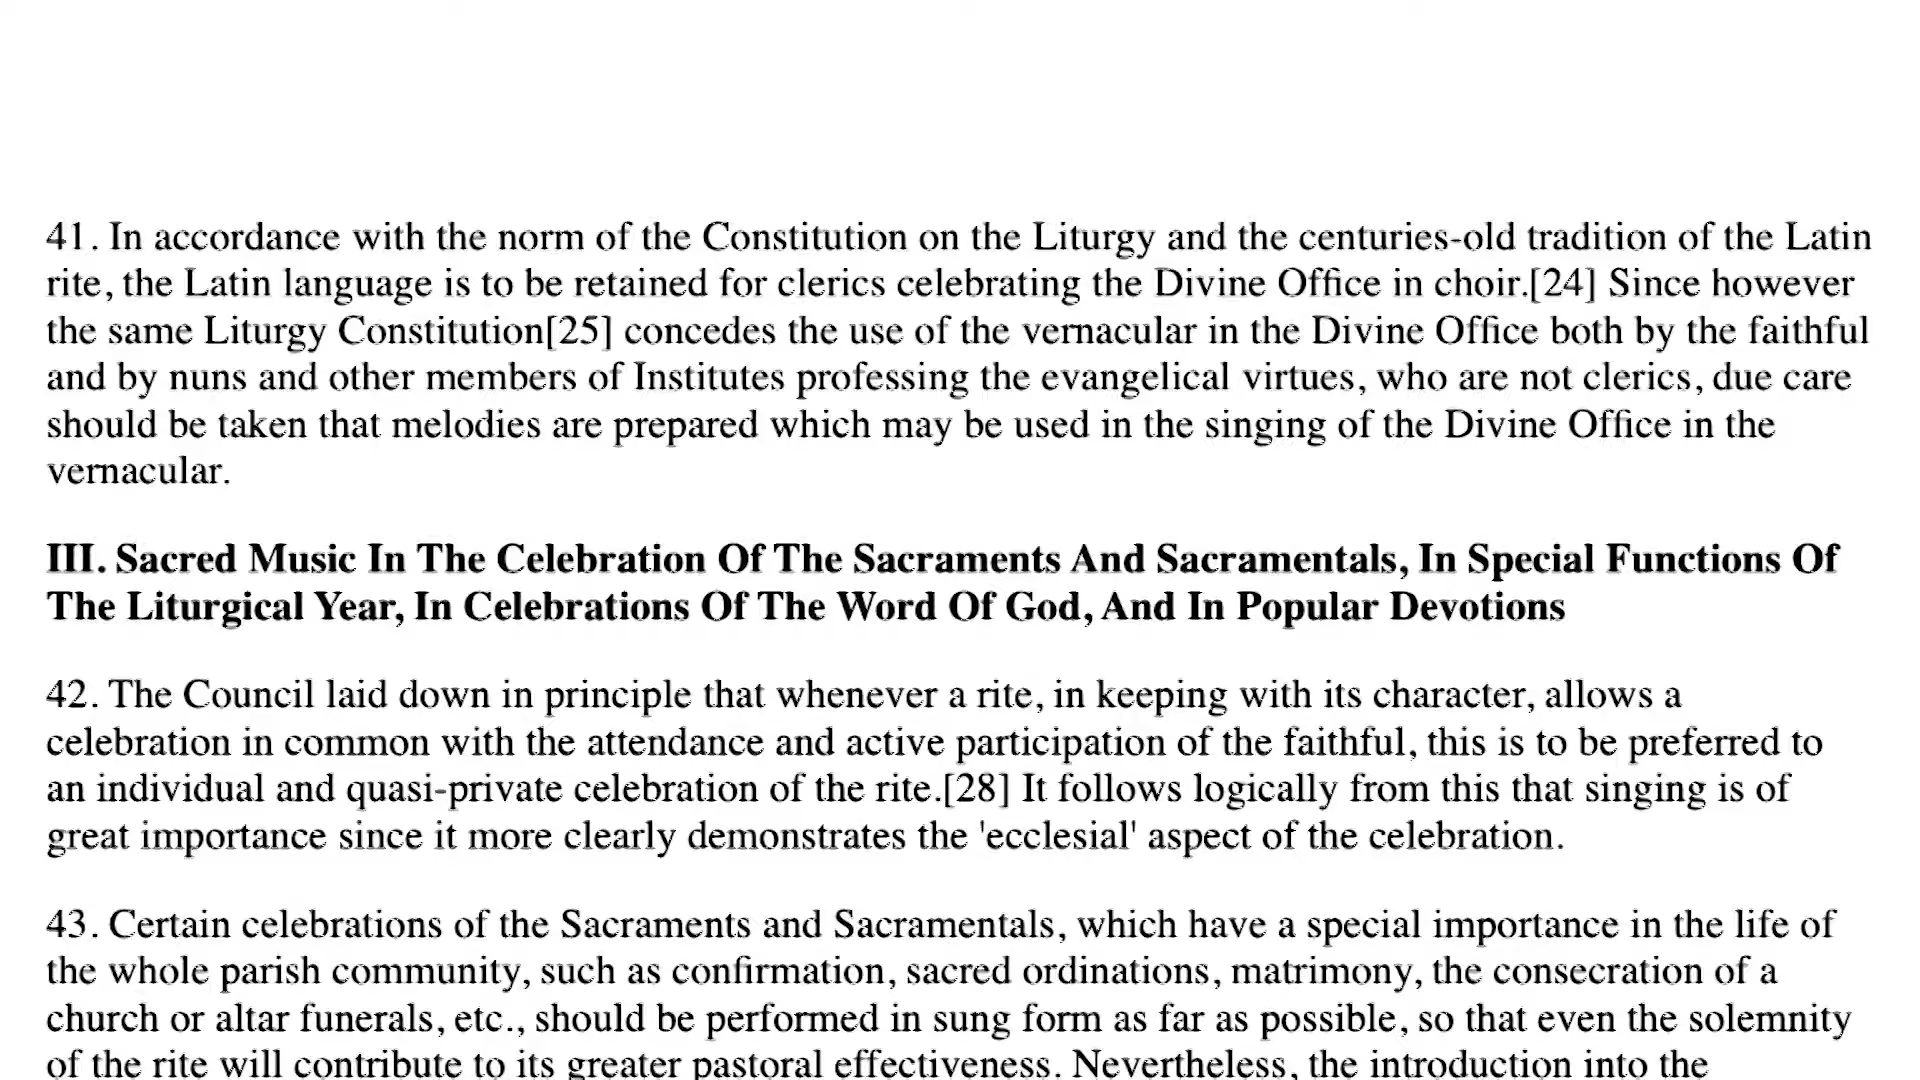 41. In accordance with the norm of the Constitution on the Liturgy and the centuries-old tradition of the Latin
rite, the Latin language is to be retained for clerics celebrating the Divine Office in choir.[24] Since however
the same Liturgy Constitution[25] concedes the use of the vernacular in the Divine Office both by the faithful
and by nuns and other members of Institutes professing the evangelical virtues, who are not clerics, due care
should be taken that melodies are prepared which may be used in the singing of the Divine Office in the
vernacular.
III. Sacred Music In The Celebration Of The Sacraments And Sacramentals, In Special Functions Of
The Liturgical Year, In Celebrations Of The Word Of God, And In Popular Devotions
42. The Council laid down in principle that whenever a rite, in keeping with its character, allows a
celebration in common with the attendance and active participation of the faithful, this is to be preferred to
an individual and quasi-private celebration of the rite.[28] It follows logically from this that singing is of
great importance since it more clearly demonstrates the 'ecclesial' aspect of the celebration.
43. Certain celebrations of the Sacraments and Sacramentals, which have a special importance in the life of
the whole parish community, such as confirmation, sacred ordinations, matrimony, the consecration of a
church or altar funerals, etc., should be performed in sung form as far as possible, so that even the solemnity
of the rite will contribute to its greater pastoral effectiveness. Nevertheless, the introduction into the